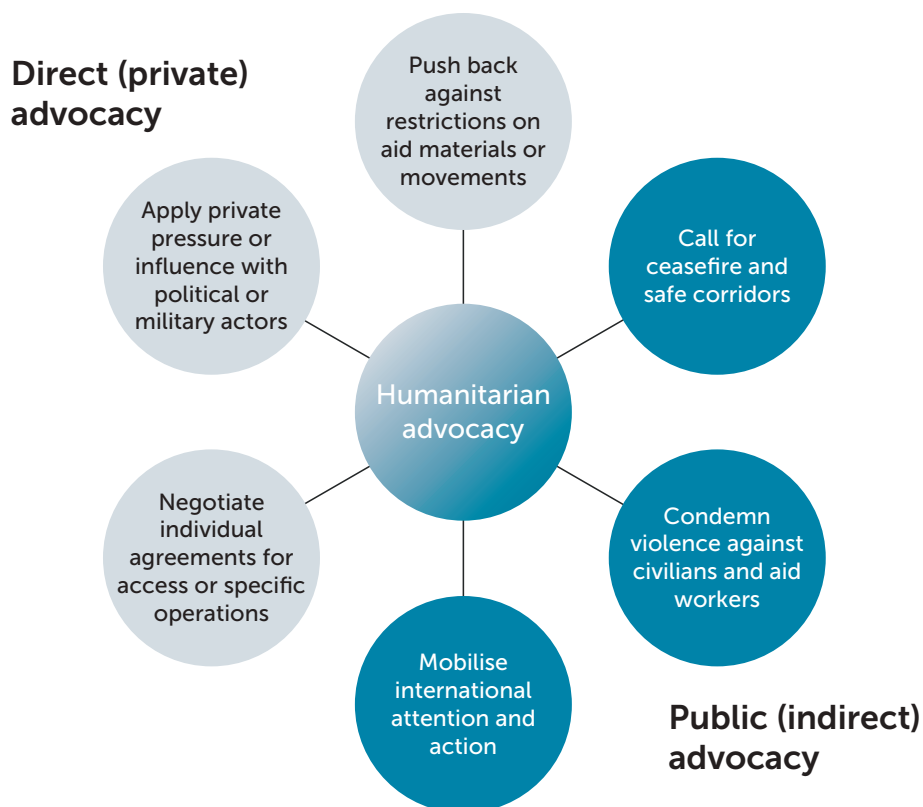 Direct (private)
advocacy
Push back
against
restrictions on
aid materials or
movements
Apply private
pressure or
influence with
political or
military actors
Call for
ceasefire and
safe corridors
Humanitarian
advocacy
Negotiate
individual
agreements for
access or specific
operations
Condemn
violence against
civilians and aid
workers
Mobilise
international
attention and
action
Public (indirect)
advocacy